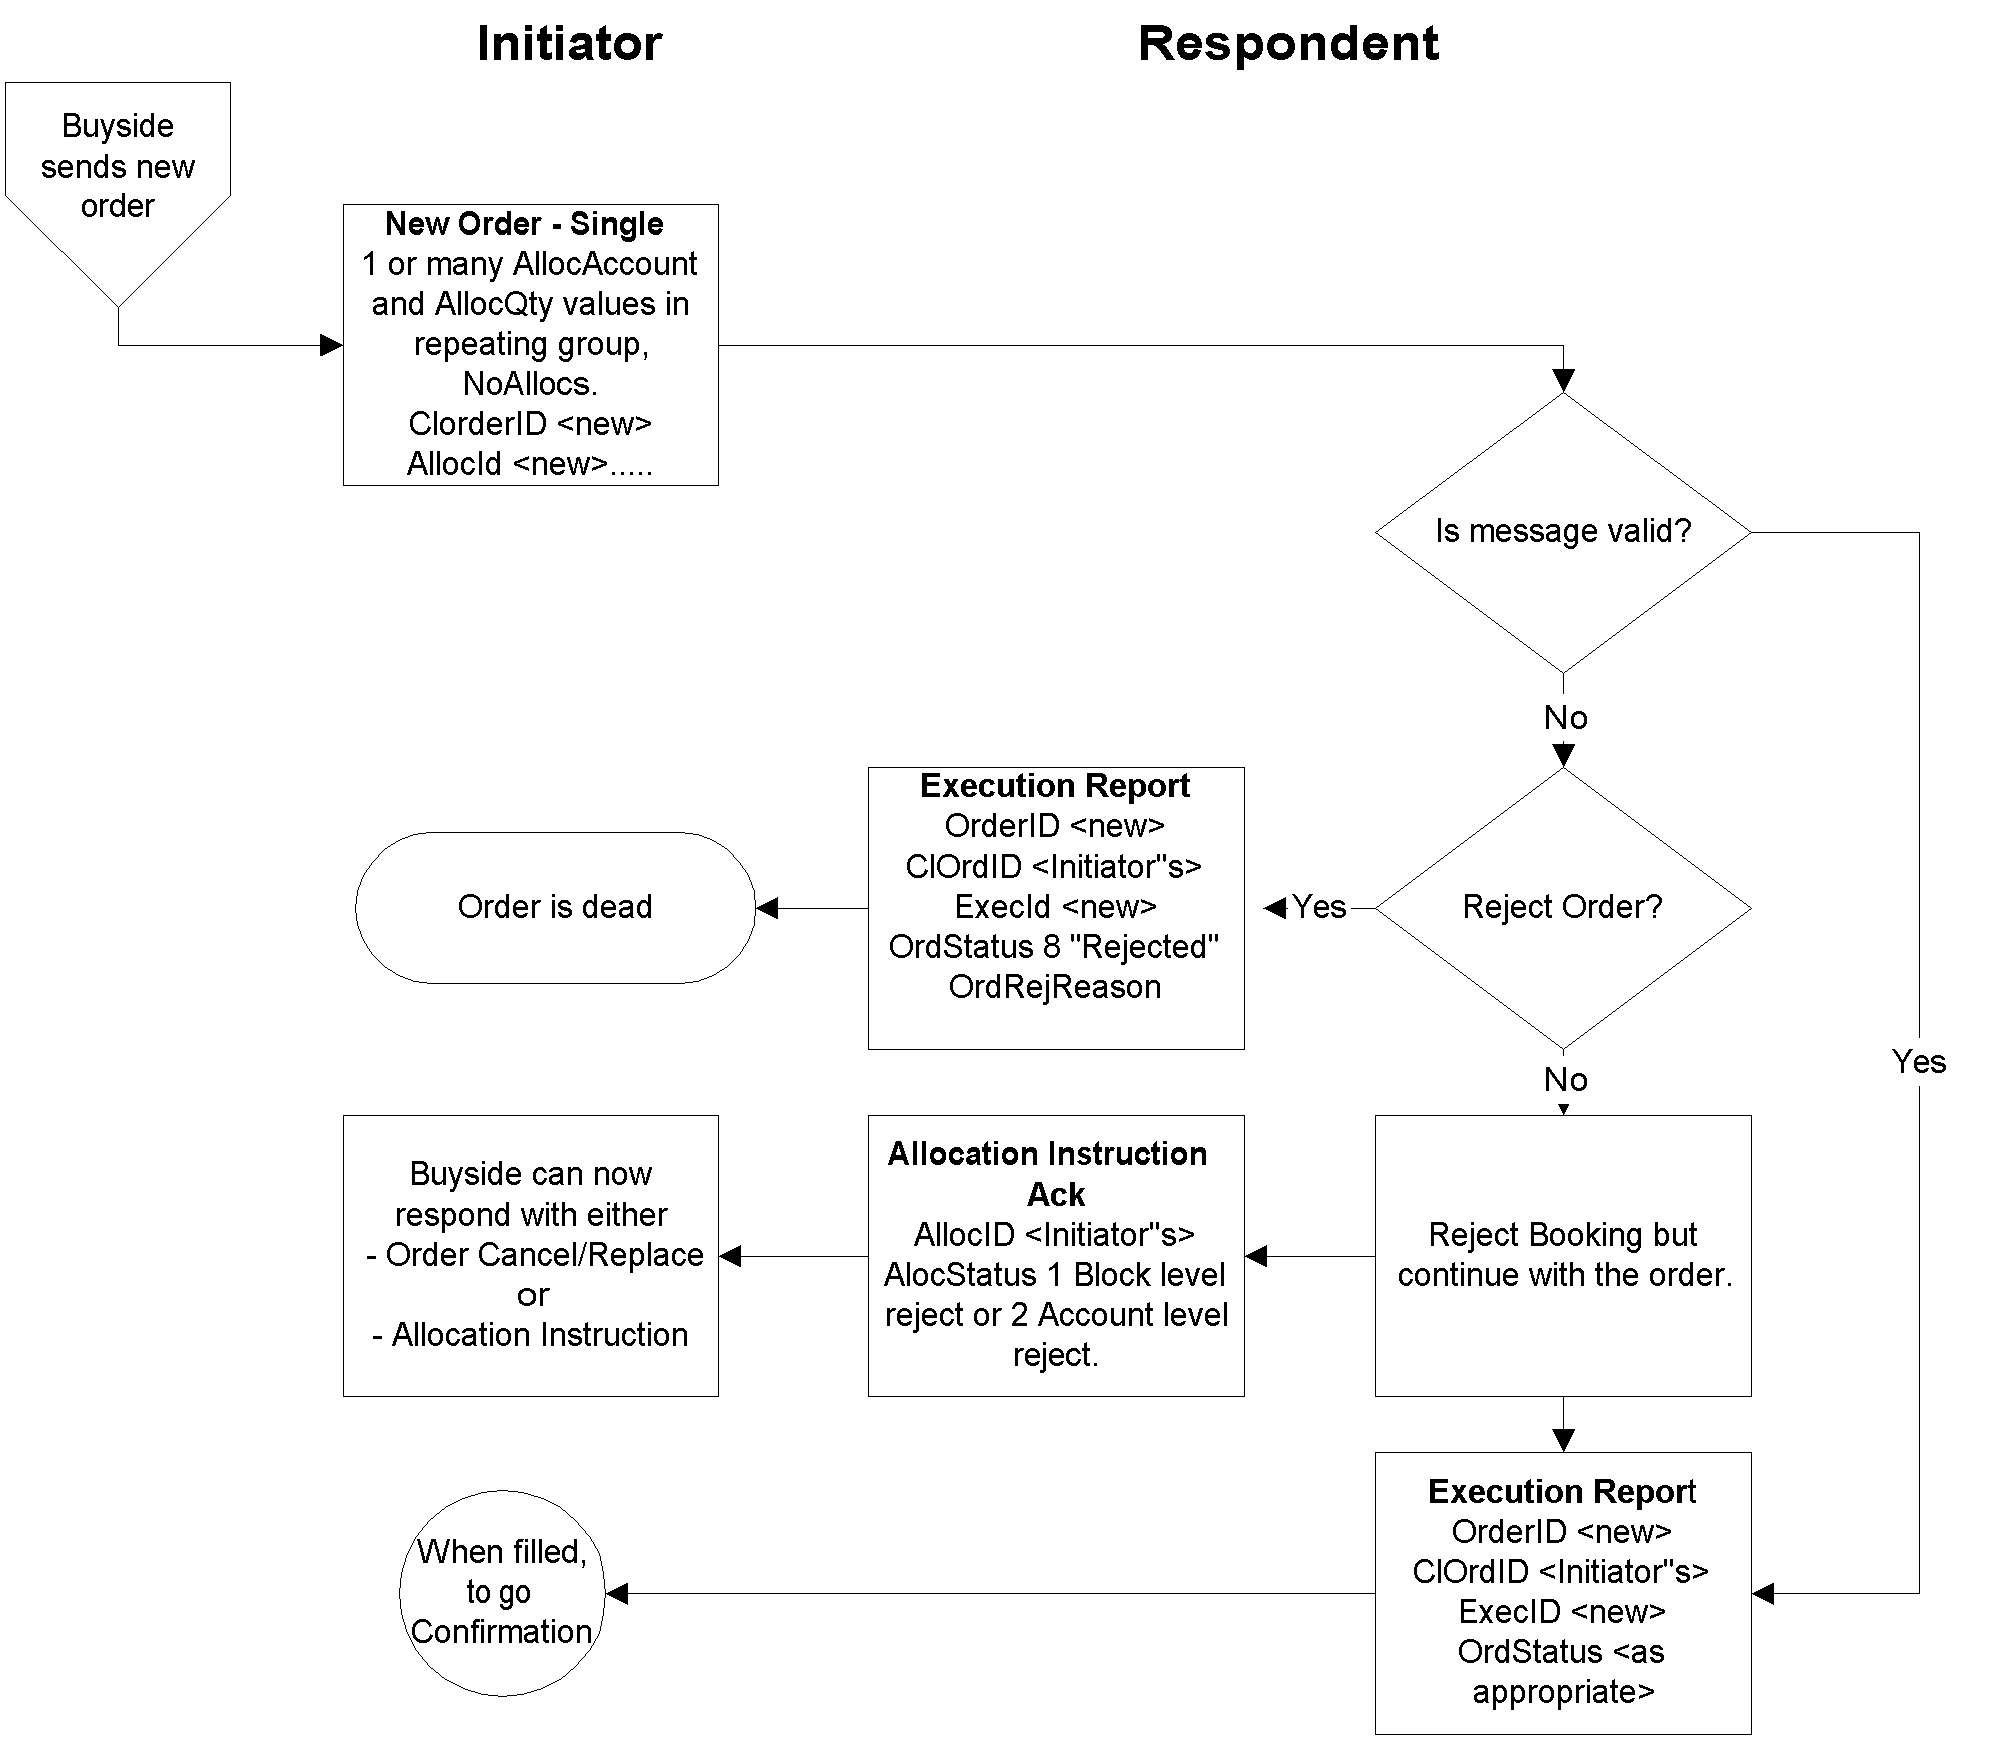 Initiator
Respondent
Buyside
sends new
order
New Order - Single
1 or many AllocAccount
and AllocQty values in
repeating group,
NoAllocs.
ClorderID <new>
AllocId <new>.....
Is message valid?
No
Yes
Reject Order?
Yes
Execution Report
OrderID <new>
ClOrdID <Initiator"s>
ExecId <new>
OrdStatus 8 "Rejected"
OrdRejReason
Order is dead
No
Reject Booking but
continue with the order.
Allocation Instruction
Ack
AllocID <Initiator"s>
AlocStatus 1 Block level
reject or 2 Account level
reject.
Buyside can now
respond with either
- Order Cancel/Replace
or
- Allocation Instruction
Execution Report
OrderID <new>
ClOrdID <Initiator"s>
ExecID <new>
OrdStatus <as
appropriate>
When filled,
to go
Confirmation